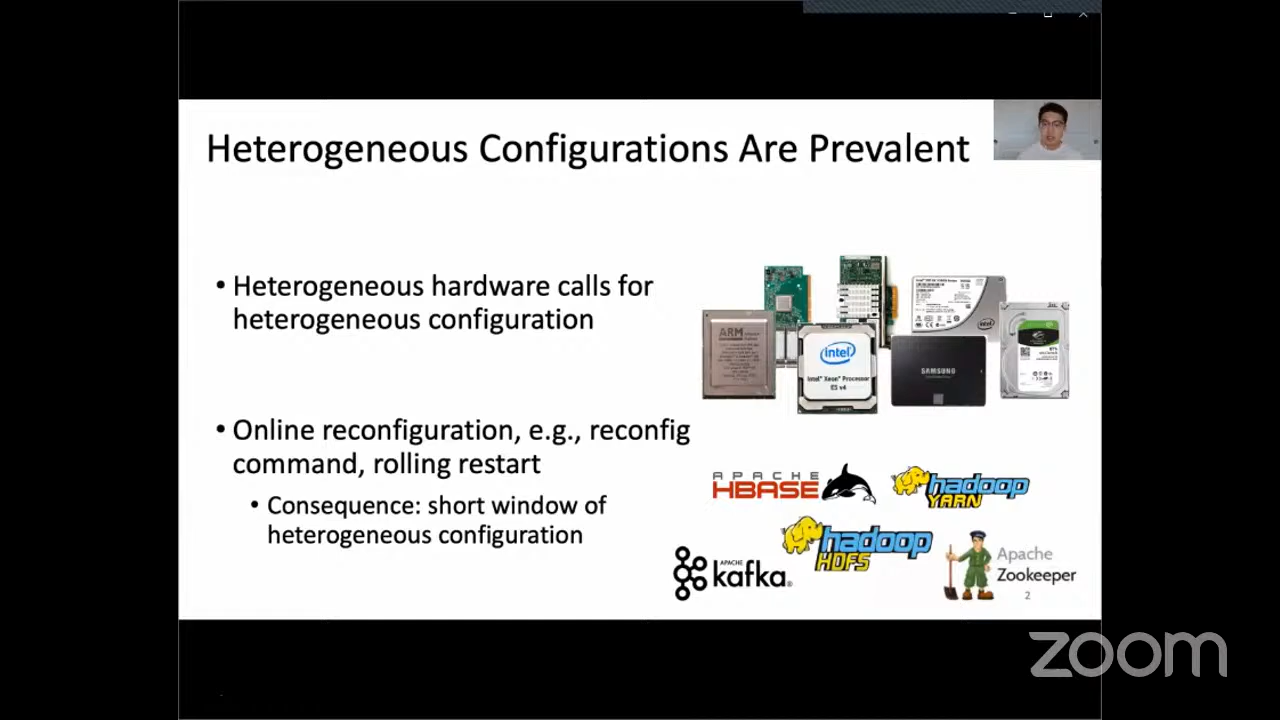 Heterogeneous Configurations Are Prevalent
• Heterogeneous hardware calls for
heterogeneous configuration
ARM
intel
Intel® Xeon® Processor
E5 v4
intel
SAMSUNG
• Online reconfiguration, e.g., reconfig
command, rolling restart
• Consequence: short window of
heterogeneous configuration
APACHE
HBASE
hadoop
YARN
hadoop
HDFS
APACHE
kafka®
Apache
Zookeeper
2
zoom